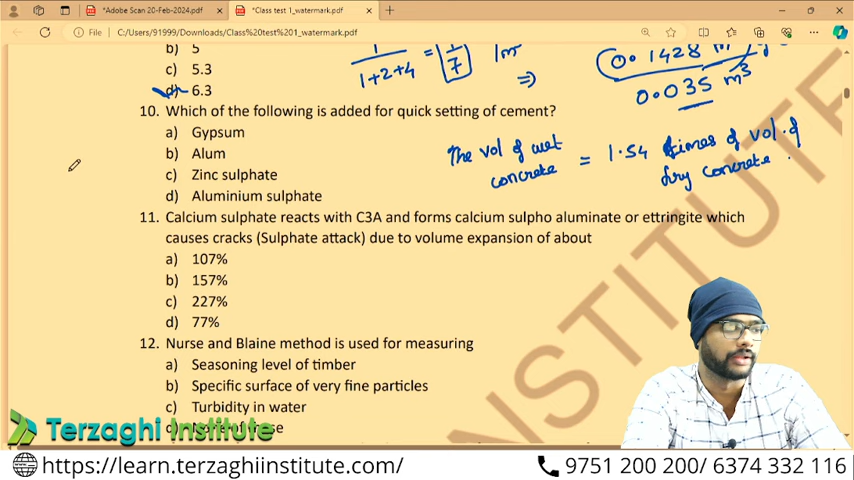 *Adobe Scan 20-Feb-2024.pdf
*Class test 1_watermark.pdf
File
C:/Users/91999/Downloads/Class%20test%201_watermark.pdf
b) 5
c) 5.3
d) 6.3
1
1+2+4
=
1/7
1m
⇒
0.1428 m
0.035 m³
10. Which of the following is added for quick setting of cement?
a) Gypsum
b) Alum
c) Zinc sulphate
d) Aluminium sulphate
The vol of wet concrete = 1.54 times of vol. of dry concrete
11. Calcium sulphate reacts with C3A and forms calcium sulpho aluminate or ettringite which
causes cracks (Sulphate attack) due to volume expansion of about
a) 107%
b) 157%
c) 227%
d) 77%
12. Nurse and Blaine method is used for measuring
a) Seasoning level of timber
b) Specific surface of very fine particles
c) Turbidity in water
INSTITUTE
Terzaghi Institute
https://learn.terzaghiinstitute.com/
9751 200 200/ 6374 332 116